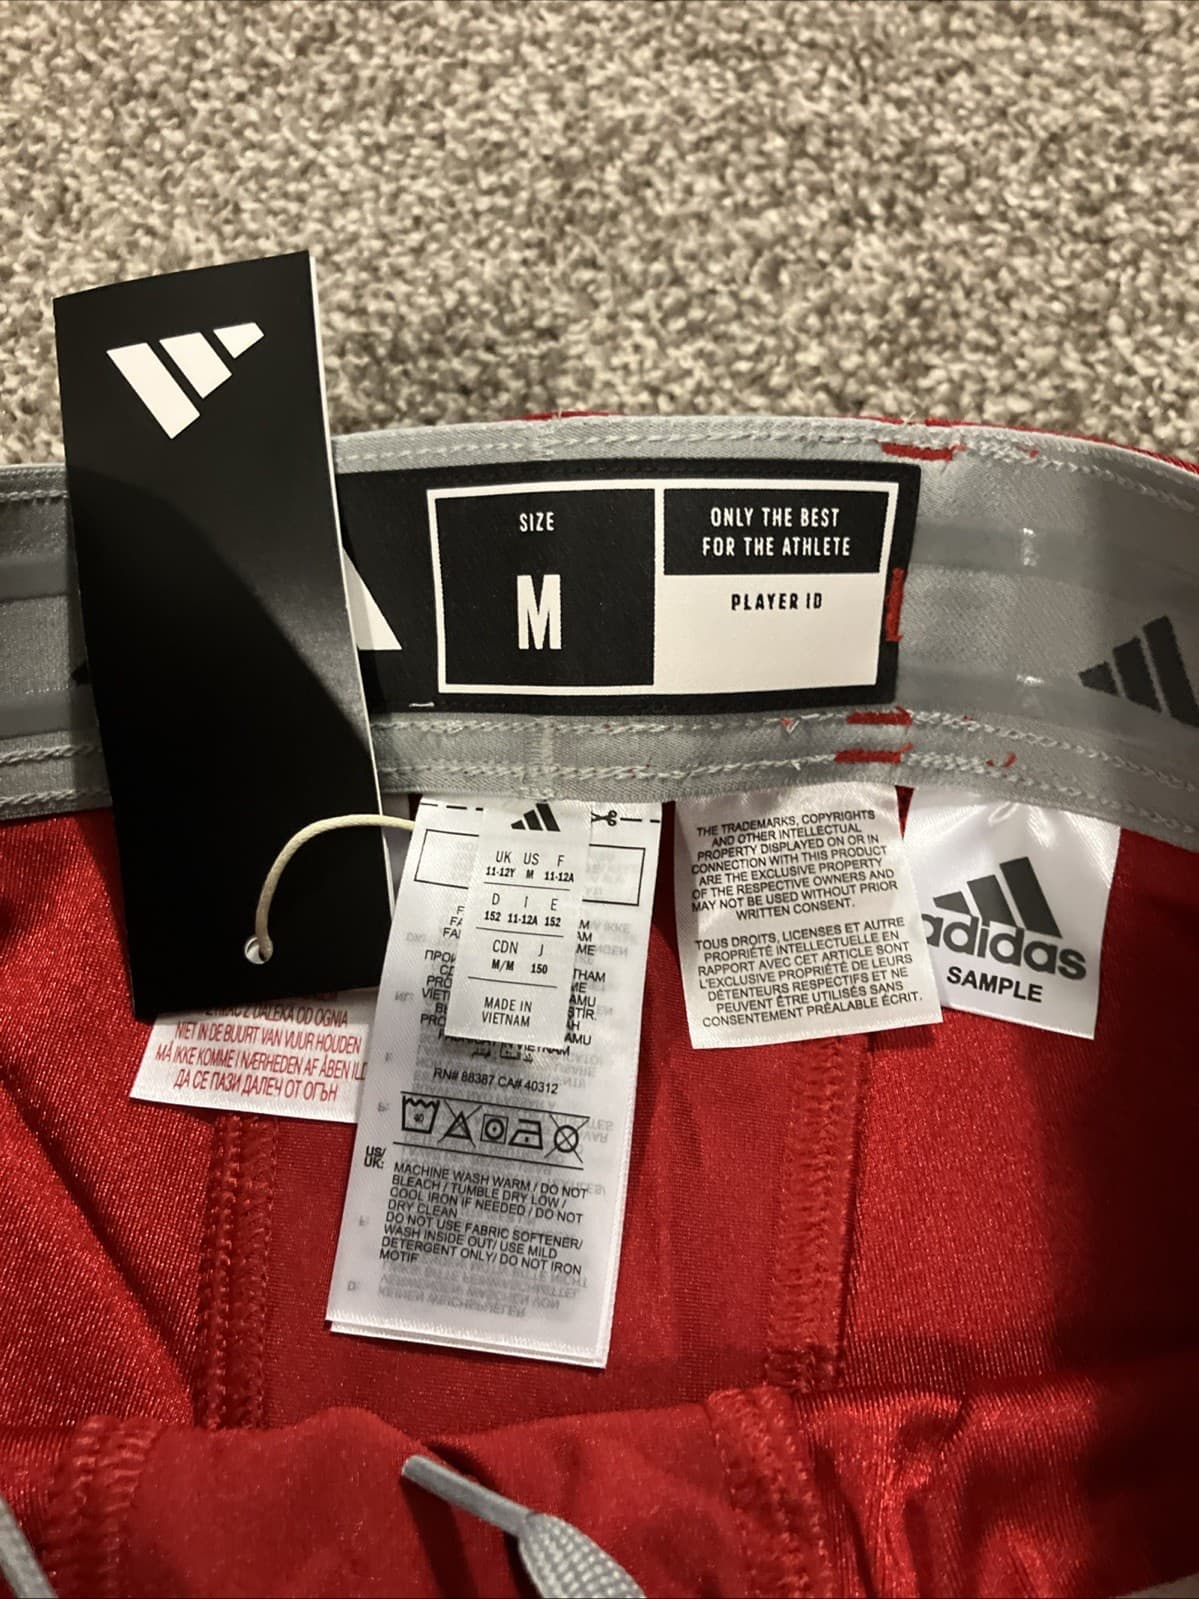 SIZE
M
ONLY THE BEST
FOR THE ATHLETE
PLAYER ID
UK US F
11-12Y M 11-12A
D I E
152 11-12A 152
CDN J
M/M 150
MADE IN
VIETNAM
RN# 88387 CA# 40312
40
US/
UK:
MACHINE WASH WARM / DO NOT
BLEACH / TUMBLE DRY LOW /
COOL IRON IF NEEDED / DO NOT
DRY CLEAN
DO NOT USE FABRIC SOFTENER/
WASH INSIDE OUT/ USE MILD
DETERGENT ONLY/ DO NOT IRON
MOTIF
THE TRADEMARKS, COPYRIGHTS
AND OTHER INTELLECTUAL
PROPERTY DISPLAYED ON OR IN
CONNECTION WITH THIS PRODUCT
ARE THE EXCLUSIVE PROPERTY
OF THE RESPECTIVE OWNERS AND
MAY NOT BE USED WITHOUT PRIOR
WRITTEN CONSENT.
TOUS DROITS, LICENSES ET AUTRE
PROPRIÉTÉ INTELLECTUELLE EN
RAPPORT AVEC CET ARTICLE SONT
L'EXCLUSIVE PROPRIÉTÉ DE LEURS
DÉTENTEURS RESPECTIFS ET NE
PEUVENT ÊTRE UTILISÉS SANS
CONSENTEMENT PRÉALABLE ÉCRIT.
adidas
SAMPLE
Z DALEKA OD OGNIA
NIET IN DE BUURT VAN VUUR HOUDEN
MÅ IKKE KOMME I NÆRHEDEN AF ÅBEN ILD
ДА СЕ ПАЗИ ДАЛЕЧ ОТ ОГЪН